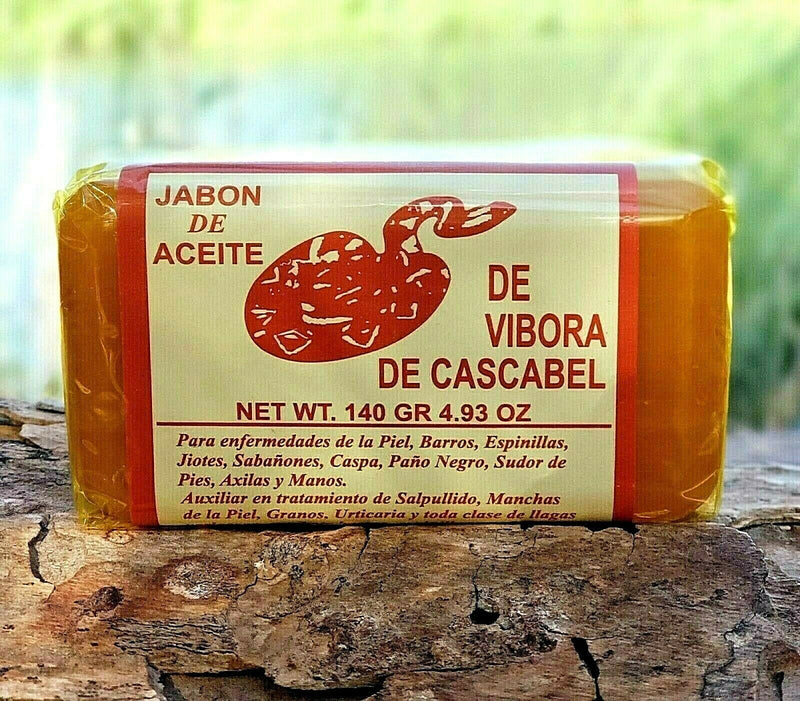 JABON
DE
ACEITE
DE
VIBORA
DE CASCABEL
NET WT. 140 GR 4.93 OZ
Para enfermedades de la Piel, Barros, Espinillas,
Jiotes, Sabañones, Caspa, Paño Negro, Sudor de
Pies, Axilas y Manos.
Auxiliar en tratamiento de Salpullido, Manchas
de la Piel, Granos, Urticaria y toda clase de llagas